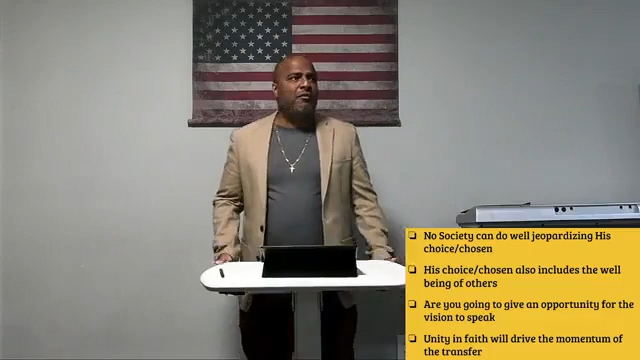 ❑ No Society can do well jeopardizing His
choice/chosen
❑ His choice/chosen also includes the well
being of others
❑ Are you going to give an opportunity for the
vision to speak
❑ Unity in faith will drive the momentum of
the transfer